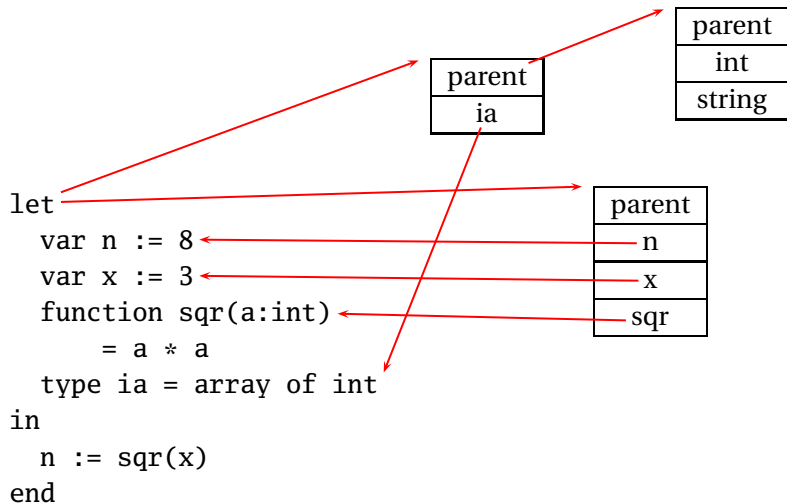 parent
int
string
parent
ia
let
  var n := 8
  var x := 3
  function sqr(a:int)
      = a * a
  type ia = array of int
in
  n := sqr(x)
end
parent
n
x
sqr